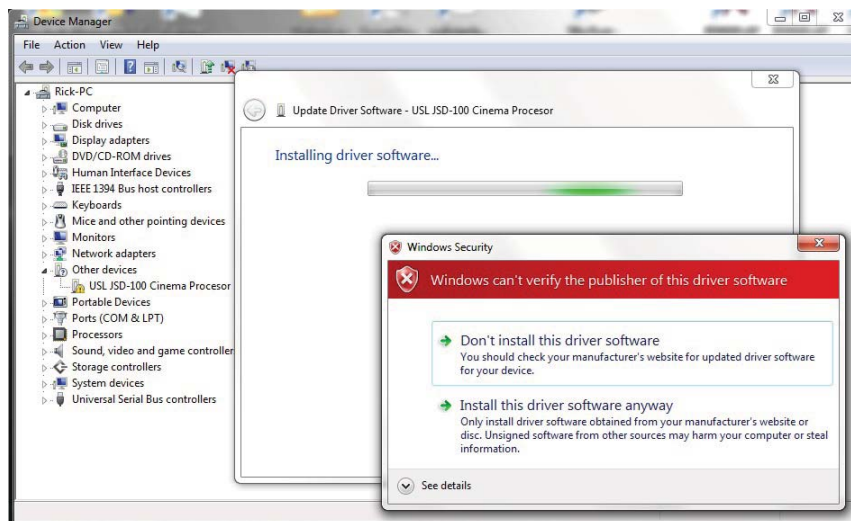 Device Manager
File Action View Help
Rick-PC
Computer
Disk drives
Display adapters
DVD/CD-ROM drives
Human Interface Devices
IEEE 1394 Bus host controllers
Keyboards
Mice and other pointing devices
Monitors
Network adapters
Other devices
USL JSD-100 Cinema Procesor
Portable Devices
Ports (COM & LPT)
Processors
Sound, video and game controller
Storage controllers
System devices
Universal Serial Bus controllers
Update Driver Software - USL JSD-100 Cinema Procesor
Installing driver software...
Windows Security
Windows can't verify the publisher of this driver software
Don't install this driver software
You should check your manufacturer's website for updated driver software
for your device.
Install this driver software anyway
Only install driver software obtained from your manufacturer's website or
disc. Unsigned software from other sources may harm your computer or steal
information.
See details